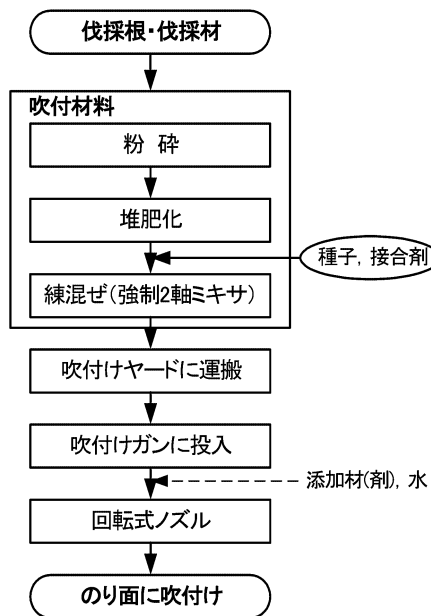 伐採根・伐採材
吹付材料
粉 砕
堆肥化
種子, 接合剤
練混ぜ(強制2軸ミキサ)
吹付けヤードに運搬
吹付けガンに投入
添加材(剤), 水
回転式ノズル
のり面に吹付け